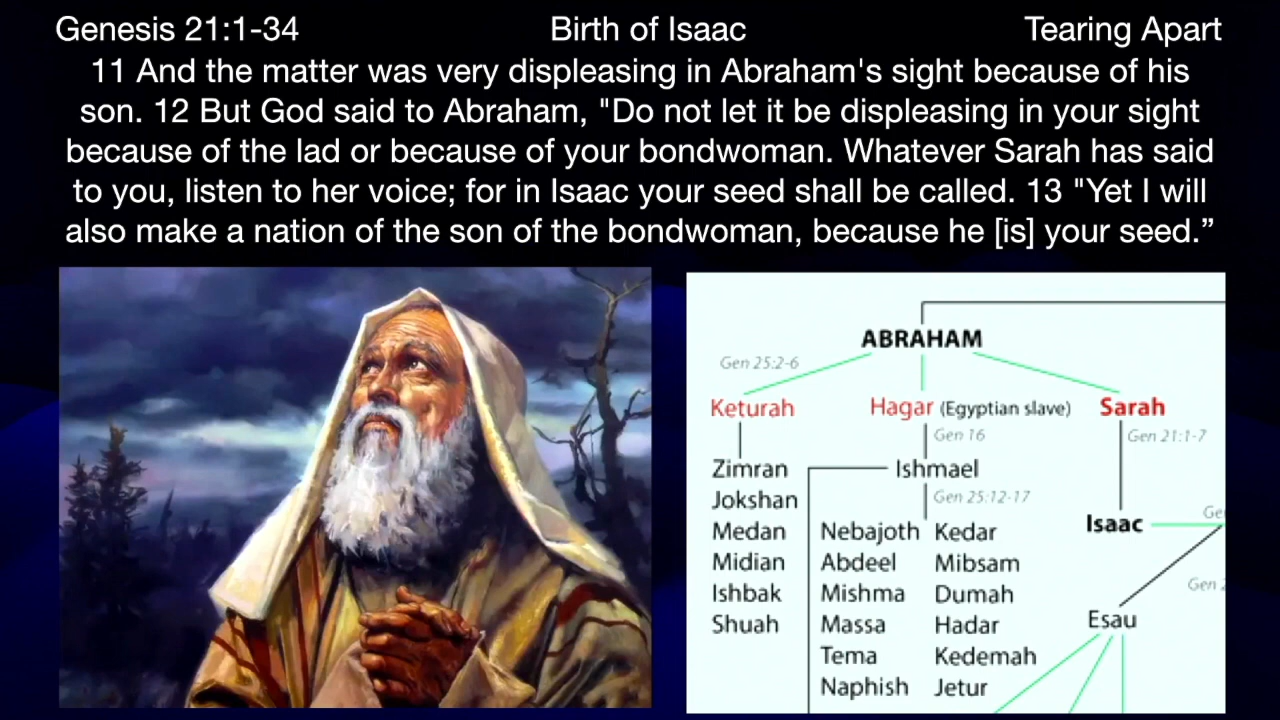 Genesis 21:1-34 Birth of Isaac Tearing Apart
11 And the matter was very displeasing in Abraham's sight because of his
son. 12 But God said to Abraham, "Do not let it be displeasing in your sight
because of the lad or because of your bondwoman. Whatever Sarah has said
to you, listen to her voice; for in Isaac your seed shall be called. 13 "Yet I will
also make a nation of the son of the bondwoman, because he [is] your seed.”
ABRAHAM
Gen 25:2-6
Keturah Hagar (Egyptian slave) Sarah
Gen 16 Gen 21:1-7
Zimran Ishmael
Jokshan Gen 25:12-17
Isaac
Medan Nebajoth Kedar
Midian Abdeel Mibsam
Ishbak Mishma Dumah
Shuah Massa Hadar Esau
Tema Kedemah
Naphish Jetur